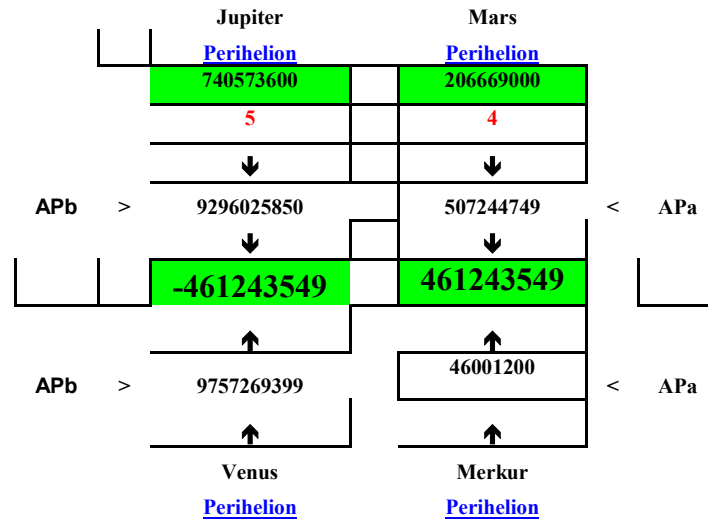 Jupiter Mars
Perihelion Perihelion
740573600 206669000
5 4
APb > 9296025850 507244749 < APa
-461243549 461243549
46001200
APb > 9757269399 < APa
Venus Merkur
Perihelion Perihelion